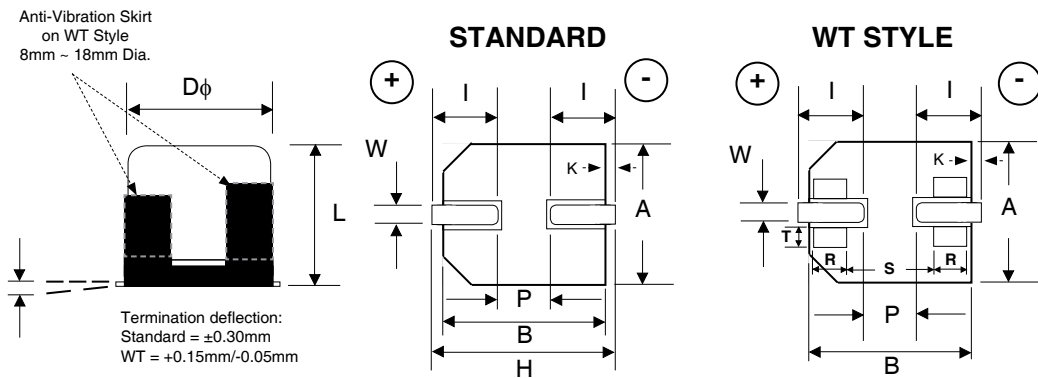 Anti-Vibration Skirt
on WT Style
8mm ~ 18mm Dia.
Dϕ
L
Termination deflection:
Standard = ±0.30mm
WT = +0.15mm/-0.05mm
STANDARD
+
-
I
I
W
K
A
P
B
H
WT STYLE
+
-
I
I
W
K
A
T
R
S
R
P
B